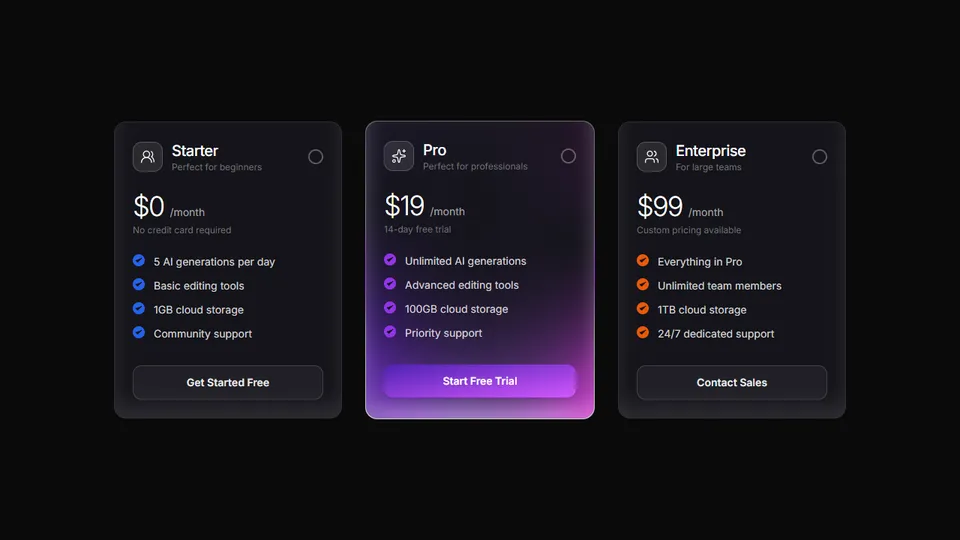 Starter
Perfect for beginners
$0 /month
No credit card required
5 AI generations per day
Basic editing tools
1GB cloud storage
Community support
Get Started Free
Pro
Perfect for professionals
$19 /month
14-day free trial
Unlimited AI generations
Advanced editing tools
100GB cloud storage
Priority support
Start Free Trial
Enterprise
For large teams
$99 /month
Custom pricing available
Everything in Pro
Unlimited team members
1TB cloud storage
24/7 dedicated support
Contact Sales